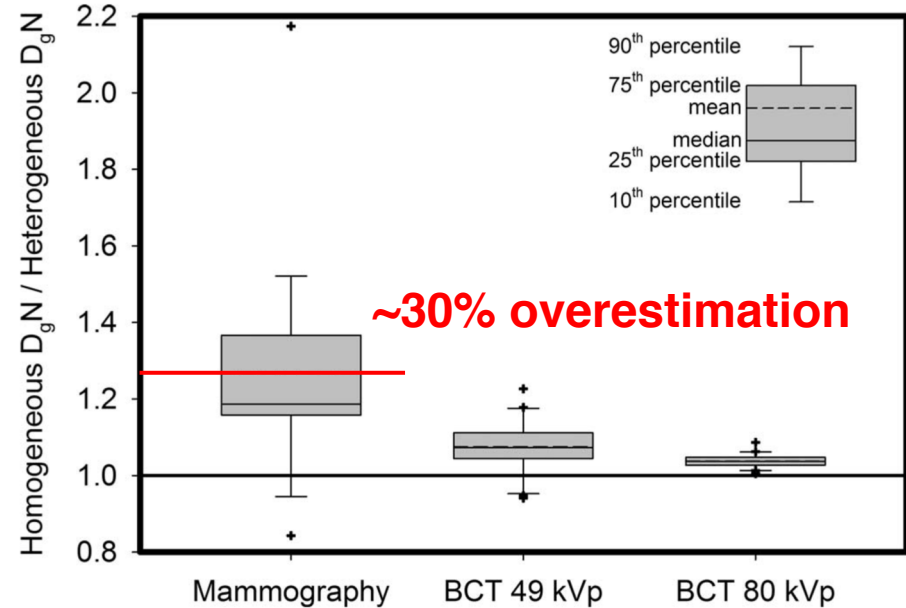 Homogeneous DgN / Heterogeneous DgN
2.2
2.0
1.8
1.6
1.4
1.2
1.0
0.8
90th percentile
75th percentile
mean
median
25th percentile
10th percentile
~30% overestimation
Mammography
BCT 49 kVp
BCT 80 kVp